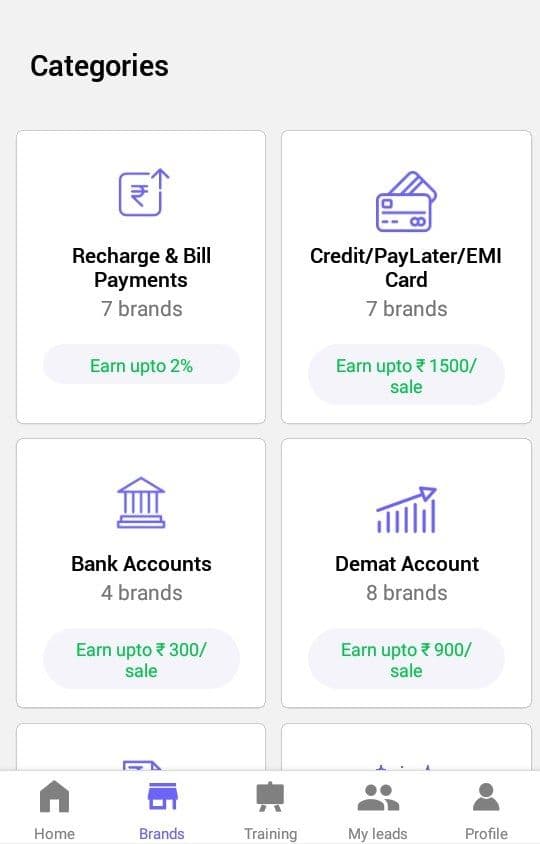 Categories
Recharge & Bill
Payments
7 brands
Earn upto 2%
Credit/PayLater/EMI
Card
7 brands
Earn upto ₹ 1500/
sale
Bank Accounts
4 brands
Earn upto ₹ 300/
sale
Demat Account
8 brands
Earn upto ₹ 900/
sale
Home
Brands
Training
My leads
Profile